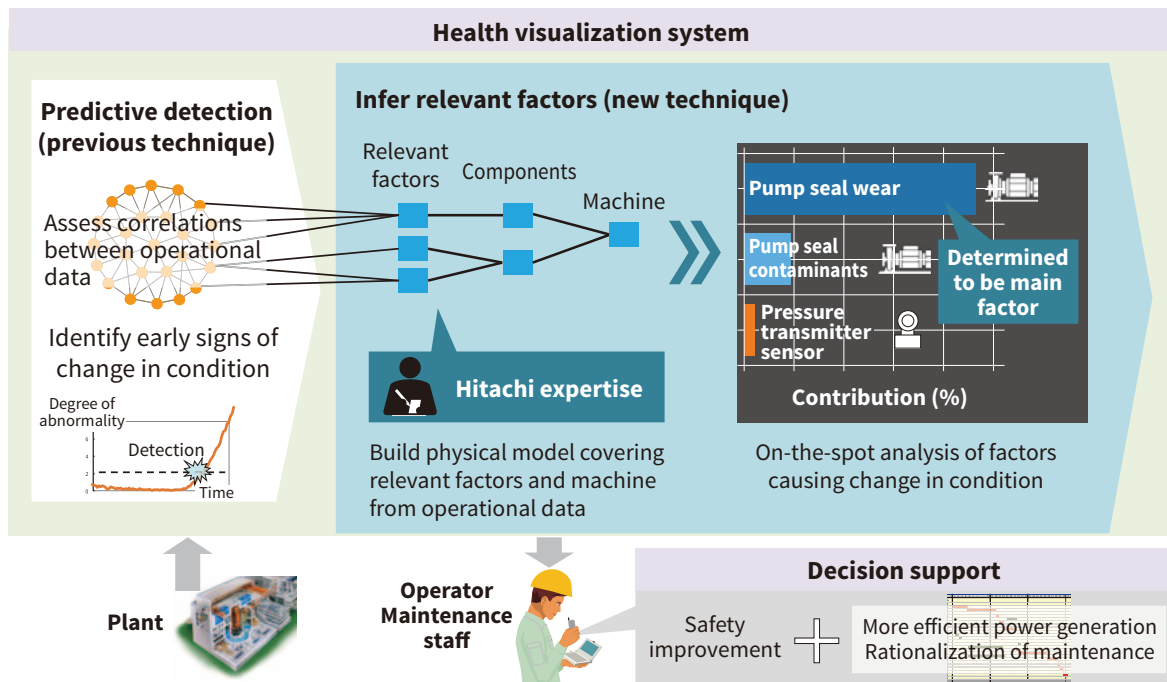 Health visualization system
Predictive detection
(previous technique)
Assess correlations
between operational
data
Identify early signs of
change in condition
Degree of
abnormality
6
4
2
0
Detection
Time
Infer relevant factors (new technique)
Relevant
factors
Components
Machine
Hitachi expertise
Build physical model covering
relevant factors and machine
from operational data
Pump seal wear
Pump seal
contaminants
Pressure
transmitter
sensor
Determined
to be main
factor
Contribution (%)
On-the-spot analysis of factors
causing change in condition
Plant
Operator
Maintenance
staff
Decision support
Safety
improvement
More efficient power generation
Rationalization of maintenance